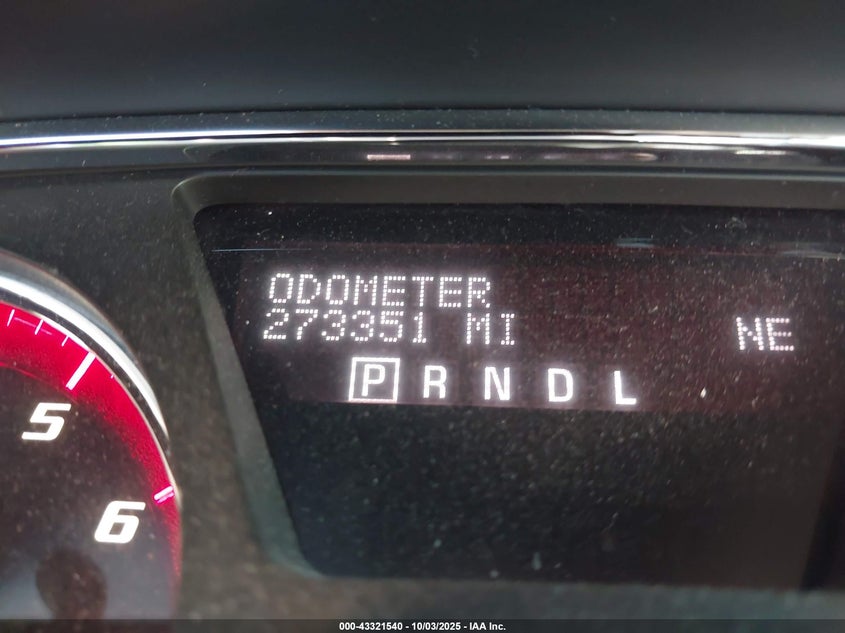 ODOMETER
273351 MI NE
P R N D L
5
6
000-43321540 - 10/03/2025 - IAA Inc.